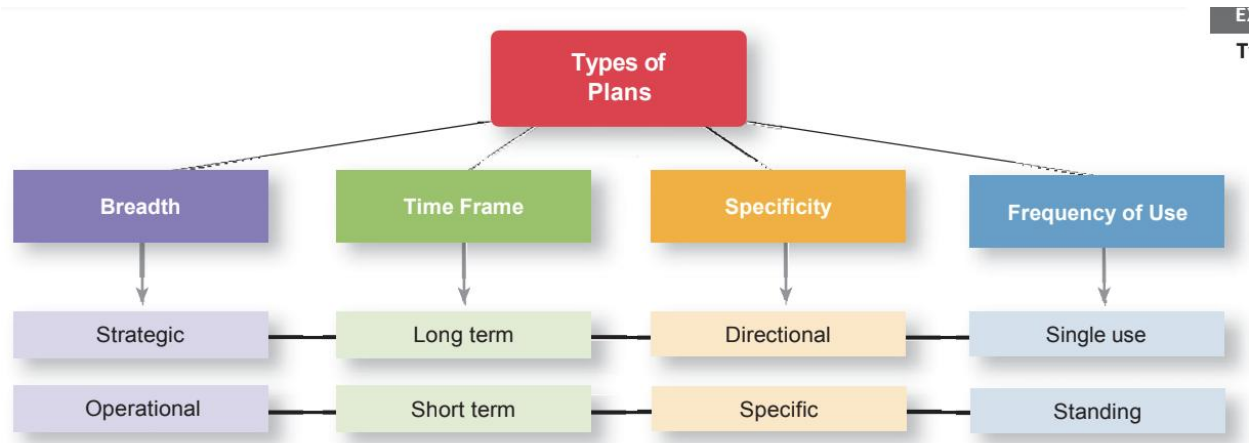 Types of
Plans
Breadth
Time Frame
Specificity
Frequency of Use
Strategic
Long term
Directional
Single use
Operational
Short term
Specific
Standing